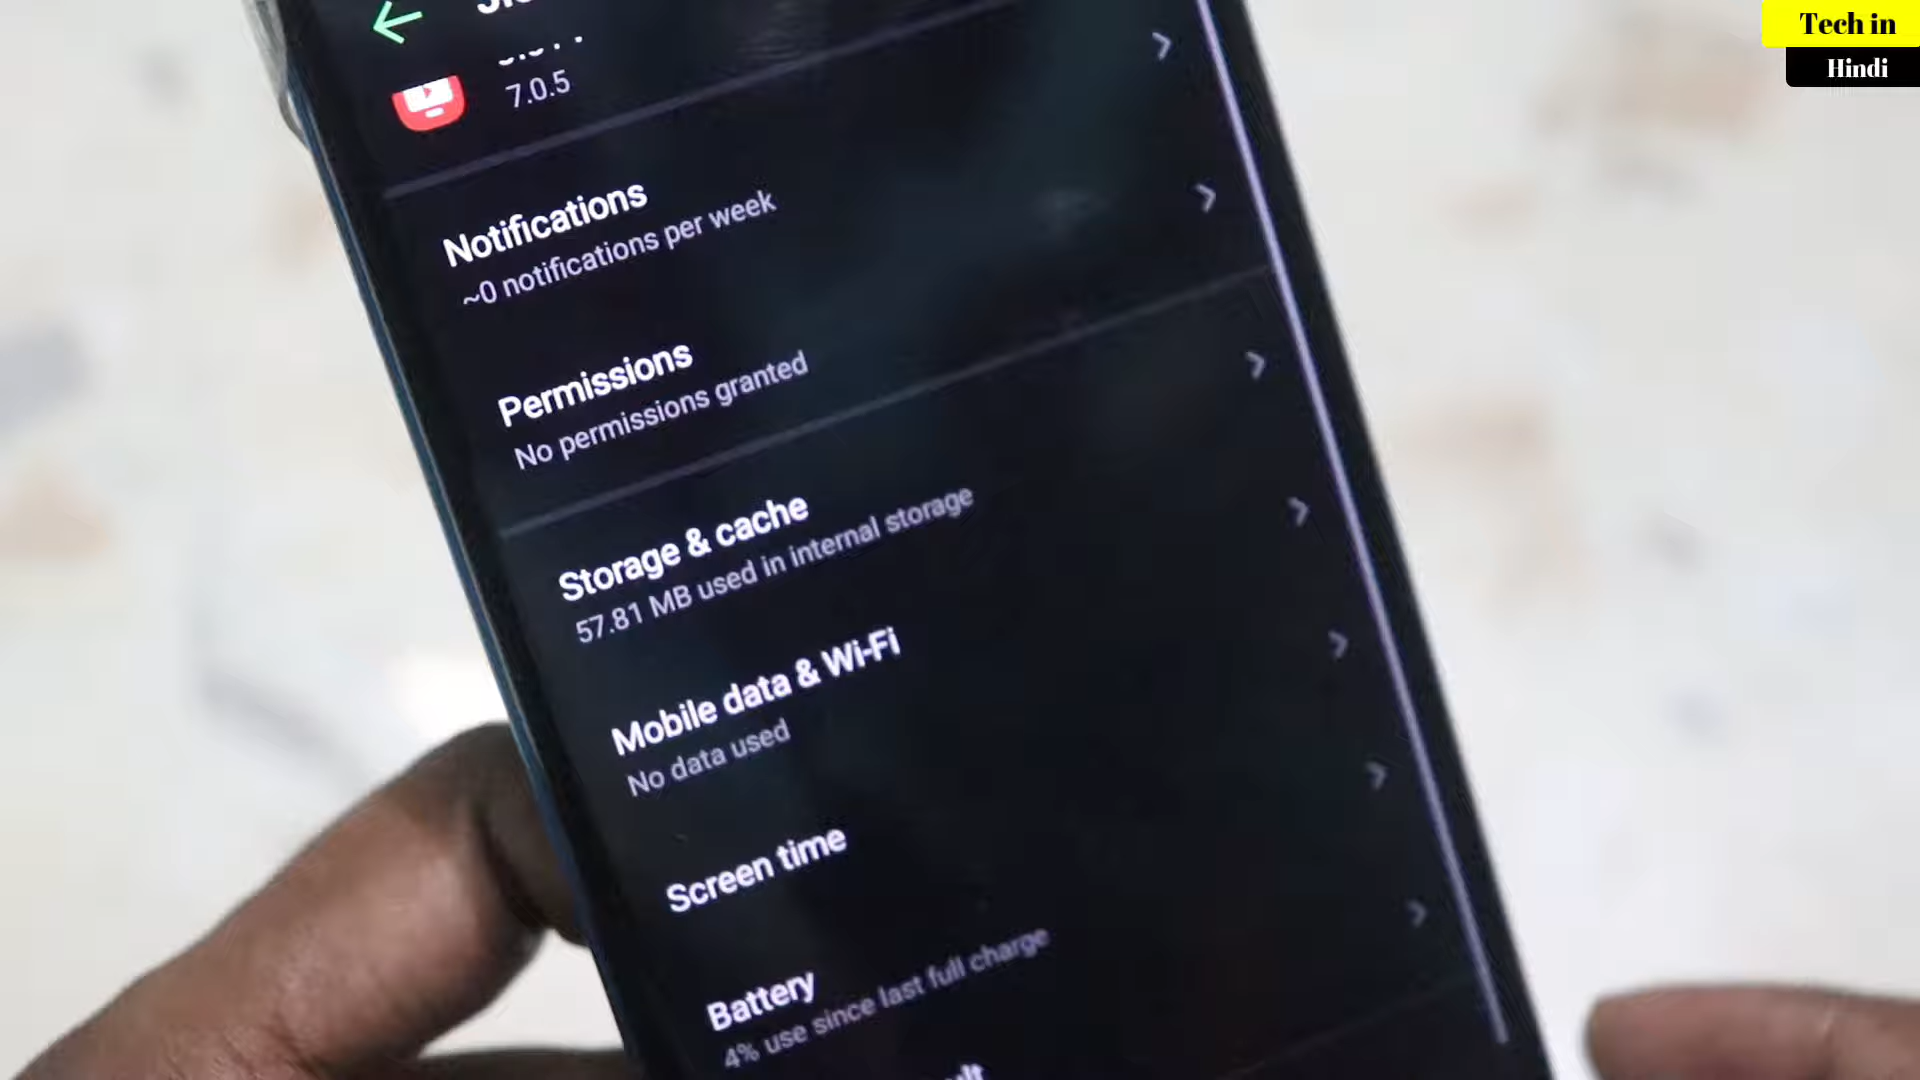 Tech in
Hindi
7.0.5
Notifications
~0 notifications per week
Permissions
No permissions granted
Storage & cache
57.81 MB used in internal storage
Mobile data & Wi-Fi
No data used
Screen time
Battery
4% use since last full charge